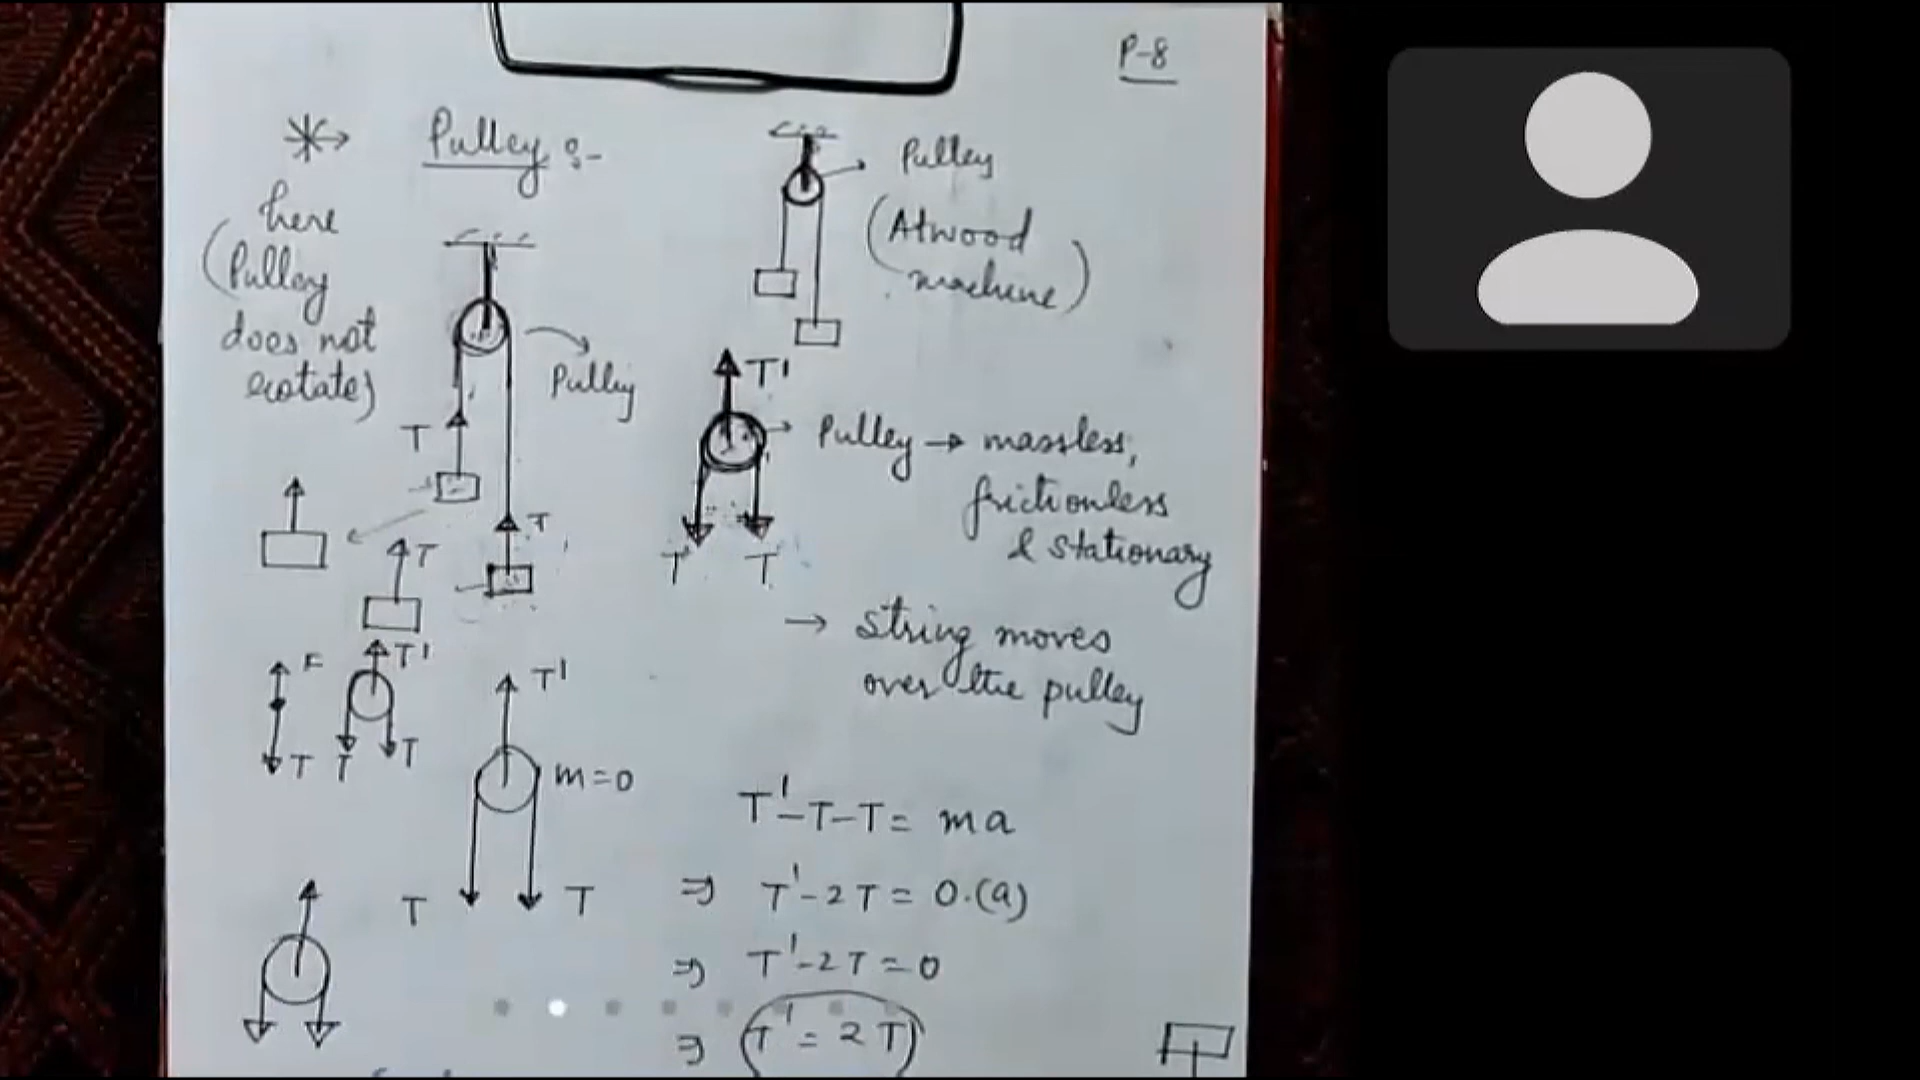 P-8
Pulley :-
here
(Pulley
does not
rotate)
Pulley
(Atwood
machine)
Pulley
T
T
T
T'
T
T
Pulley → massless,
frictionless
& stationary
→ string moves
over the pulley
F
T
T'
T
T
T'
m=0
T
T
T'-T-T= ma
⇒ T'-2T= 0.(a)
⇒ T'-2T=0
⇒ T'=2T